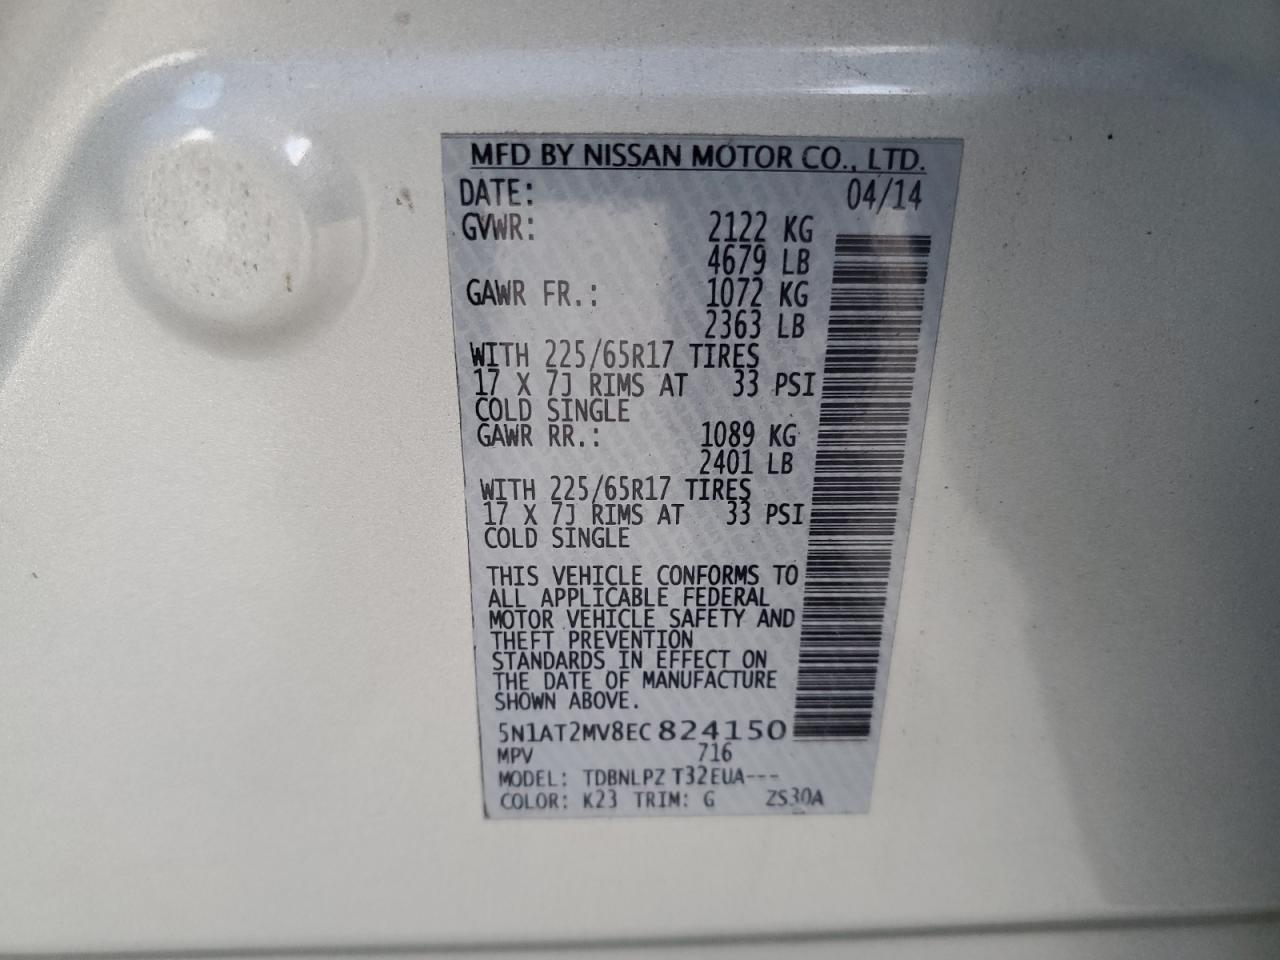 MFD BY NISSAN MOTOR CO., LTD.
DATE: 04/14
GVWR: 2122 KG
4679 LB
GAWR FR.: 1072 KG
2363 LB
WITH 225/65R17 TIRES
17 X 7J RIMS AT 33 PSI
COLD SINGLE
GAWR RR.: 1089 KG
2401 LB
WITH 225/65R17 TIRES
17 X 7J RIMS AT 33 PSI
COLD SINGLE
THIS VEHICLE CONFORMS TO
ALL APPLICABLE FEDERAL
MOTOR VEHICLE SAFETY AND
THEFT PREVENTION
STANDARDS IN EFFECT ON
THE DATE OF MANUFACTURE
SHOWN ABOVE.
5N1AT2MV8EC824150
MPV 716
MODEL: TDBNLPZ T32EUA---
COLOR: K23 TRIM: G ZS30A